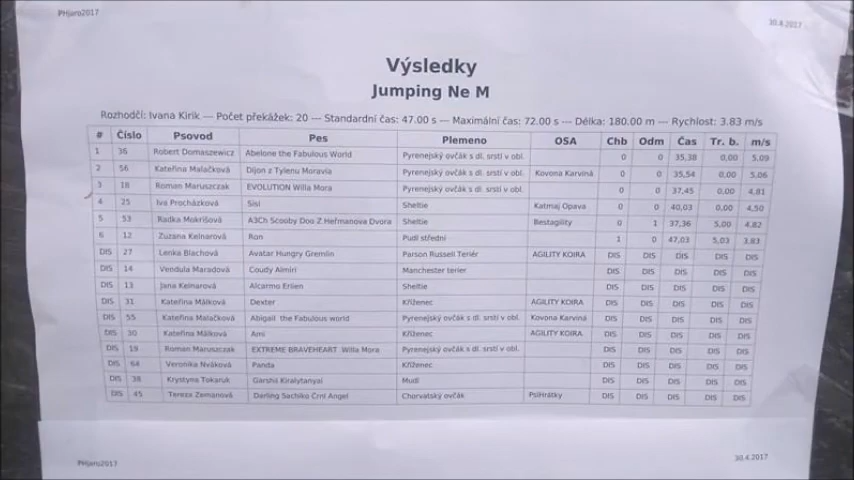 PHjaro2017
30.4.2017
Výsledky
Jumping Ne M
Rozhodčí: Ivana Kirik --- Počet překážek: 20 --- Standardní čas: 47.00 s --- Maximální čas: 72.00 s --- Délka: 180.00 m --- Rychlost: 3.83 m/s
# Číslo Psovod Pes Plemeno OSA Chb Odm Čas Tr. b. m/s
1 36 Robert Domaszewicz Abelone the Fabulous World Pyrenejský ovčák s dl. srstí v obl. 0 0 35,38 0,00 5,09
2 56 Kateřina Malačková Dijon z Tylenu Moravia Pyrenejský ovčák s dl. srstí v obl. Kovona Karviná 0 0 35,54 0,00 5,06
3 18 Roman Maruszczak EVOLUTION Willa Mora Pyrenejský ovčák s dl. srstí v obl. 0 0 37,45 0,00 4,81
4 25 Iva Procházková Sisi Sheltie Katmaj Opava 0 0 40,03 0,00 4,50
5 53 Radka Mokrišová A3Ch Scooby Doo Z Heřmanova Dvora Sheltie Bestagility 0 1 37,36 5,00 4,82
6 12 Zuzana Kelnarová Ron Pudl střední 1 0 47,03 5,03 3,83
DIS 27 Lenka Blachová Avatar Hungry Gremlin Parson Russell Teriér AGILITY KOIRA DIS DIS DIS DIS DIS
DIS 14 Vendula Maradová Coudy Almiri Manchester terier DIS DIS DIS DIS DIS
DIS 13 Jana Kelnarová Alcarmo Erlien Sheltie DIS DIS DIS DIS DIS
DIS 31 Kateřina Málková Dexter Kříženec AGILITY KOIRA DIS DIS DIS DIS DIS
DIS 55 Kateřina Malačková Abigail the Fabulous world Pyrenejský ovčák s dl. srstí v obl. Kovona Karviná DIS DIS DIS DIS DIS
DIS 30 Kateřina Málková Ami Kříženec AGILITY KOIRA DIS DIS DIS DIS DIS
DIS 19 Roman Maruszczak EXTREME BRAVEHEART Willa Mora Pyrenejský ovčák s dl. srstí v obl. DIS DIS DIS DIS DIS
DIS 64 Veronika Nváková Panda Kříženec DIS DIS DIS DIS DIS
DIS 38 Krystyna Tokaruk Garshil Kiralytanyai Mudi DIS DIS DIS DIS DIS
DIS 45 Tereza Zemanová Darling Sachiko Črní Angel Chorvatský ovčák PsíHrátky DIS DIS DIS DIS DIS
PHjaro2017
30.4.2017